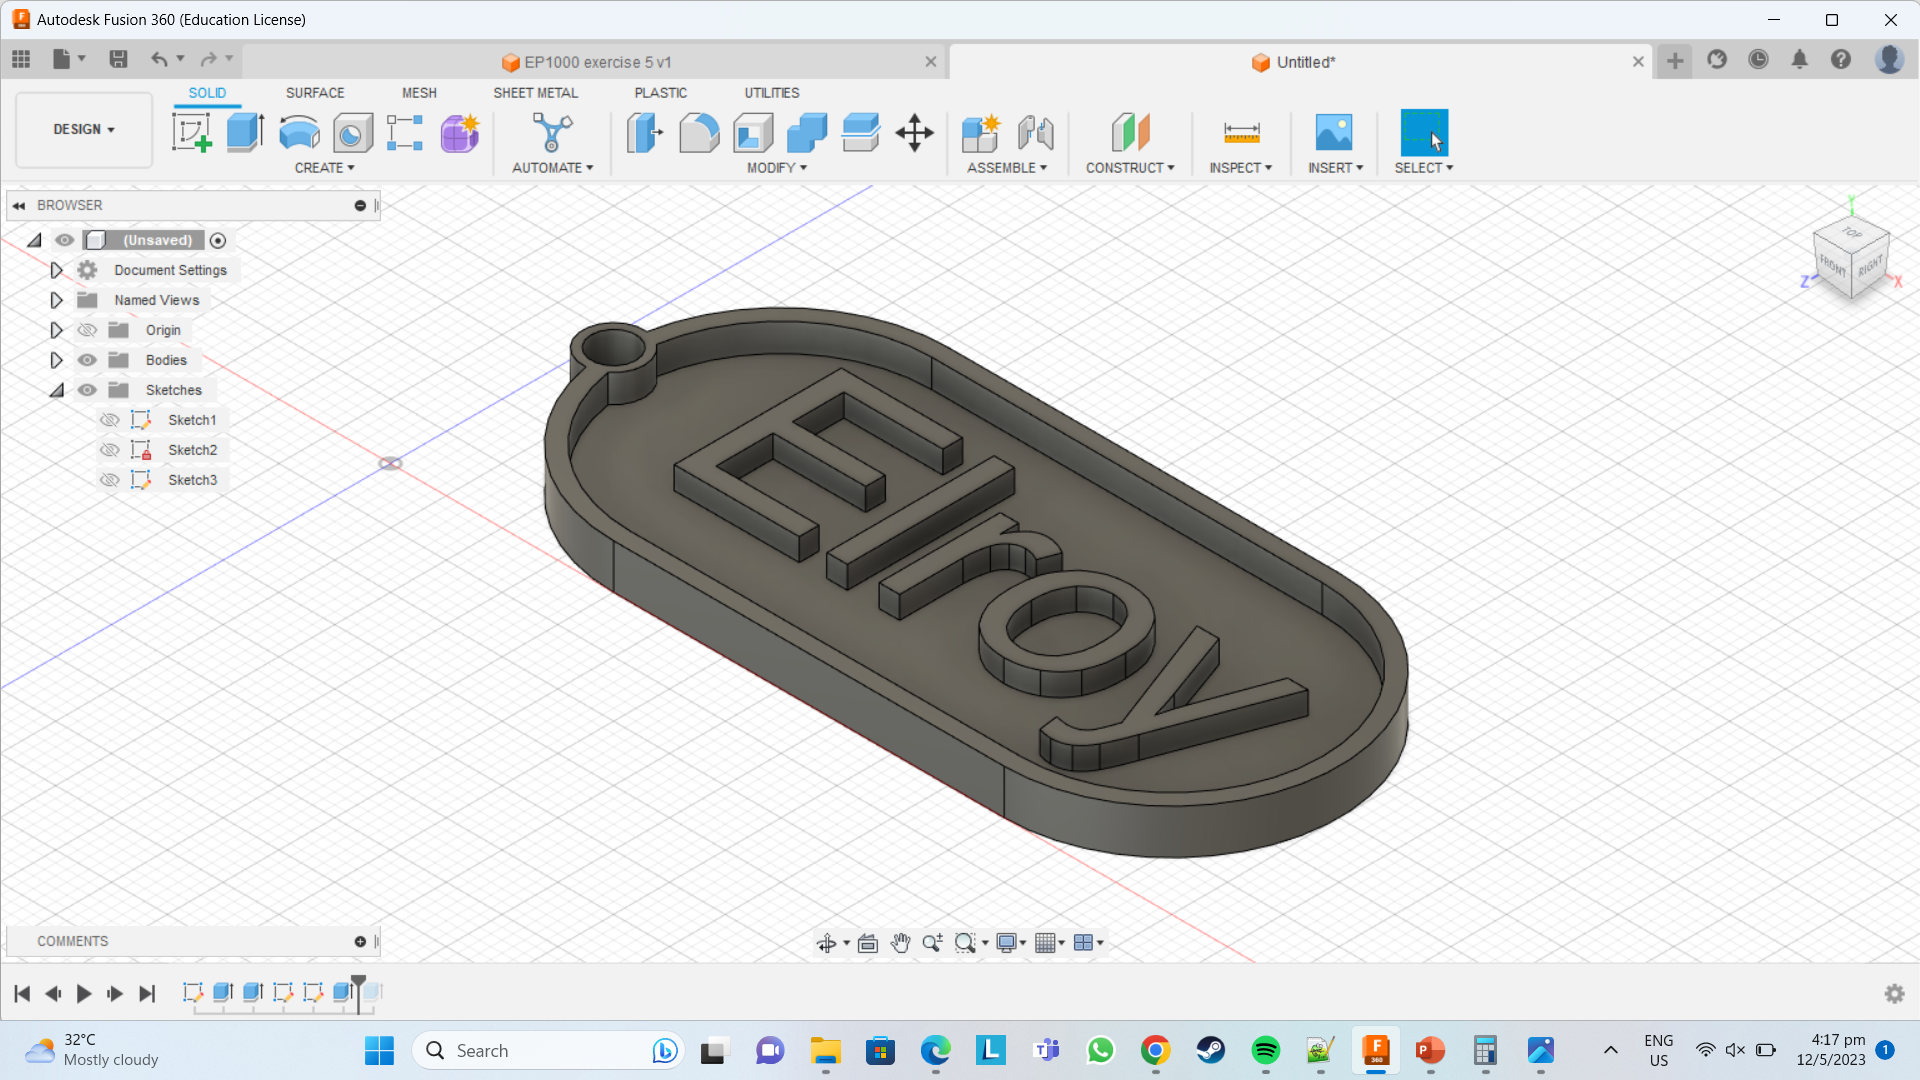 Autodesk Fusion 360 (Education License)
EP1000 exercise 5 v1
Untitled*
DESIGN
SOLID
SURFACE
MESH
SHEET METAL
PLASTIC
UTILITIES
CREATE
AUTOMATE
MODIFY
ASSEMBLE
CONSTRUCT
INSPECT
INSERT
SELECT
BROWSER
(Unsaved)
Document Settings
Named Views
Origin
Bodies
Sketches
Sketch1
Sketch2
Sketch3
Y
TOP
FRONT
RIGHT
Z
X
Elroy
COMMENTS
32°C
Mostly cloudy
Search
L
T
F
360
P
ENG
US
4:17 pm
12/5/2023
1